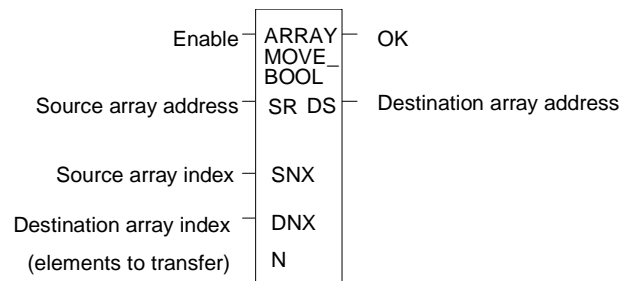 Enable ARRAY OK
MOVE_
BOOL
Source array address SR DS Destination array address
Source array index SNX
Destination array index DNX
(elements to transfer) N